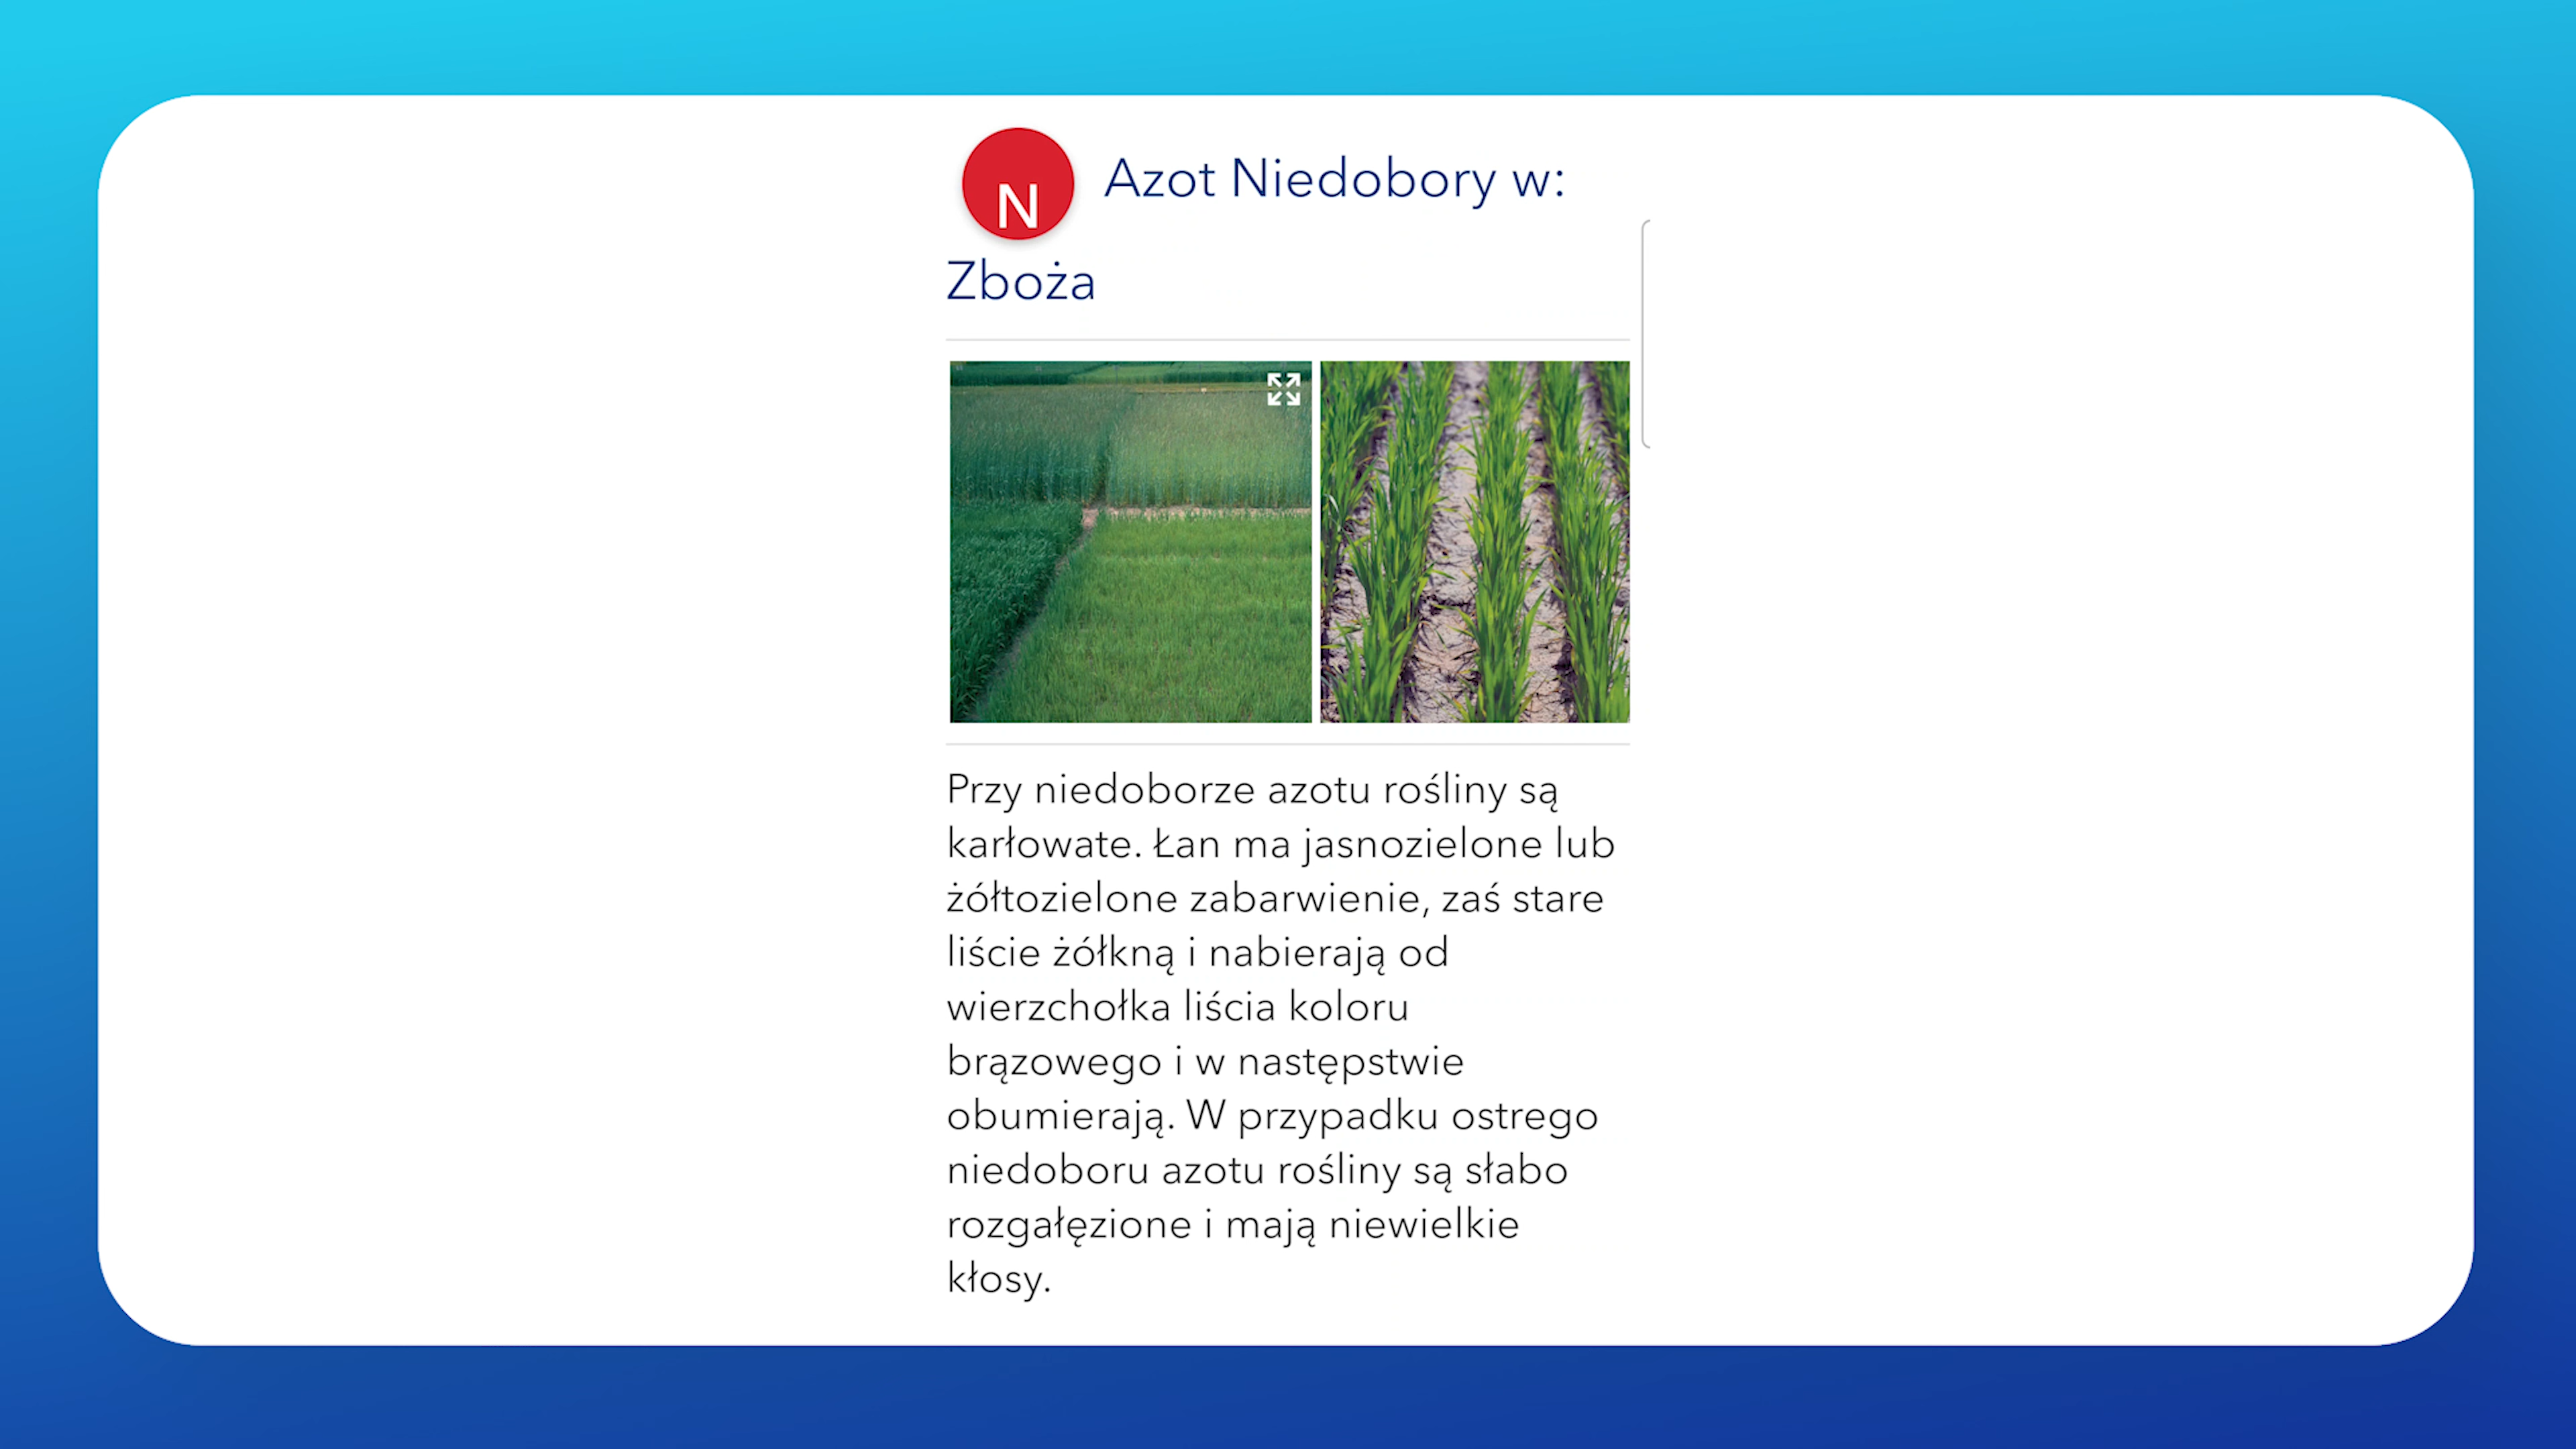 N
Azot Niedobory w:
Zboża
Przy niedoborze azotu rośliny są
karłowate. Łan ma jasnozielone lub
żółtozielone zabarwienie, zaś stare
liście żółkną i nabierają od
wierzchołka liścia koloru
brązowego i w następstwie
obumierają. W przypadku ostrego
niedoboru azotu rośliny są słabo
rozgałęzione i mają niewielkie
kłosy.